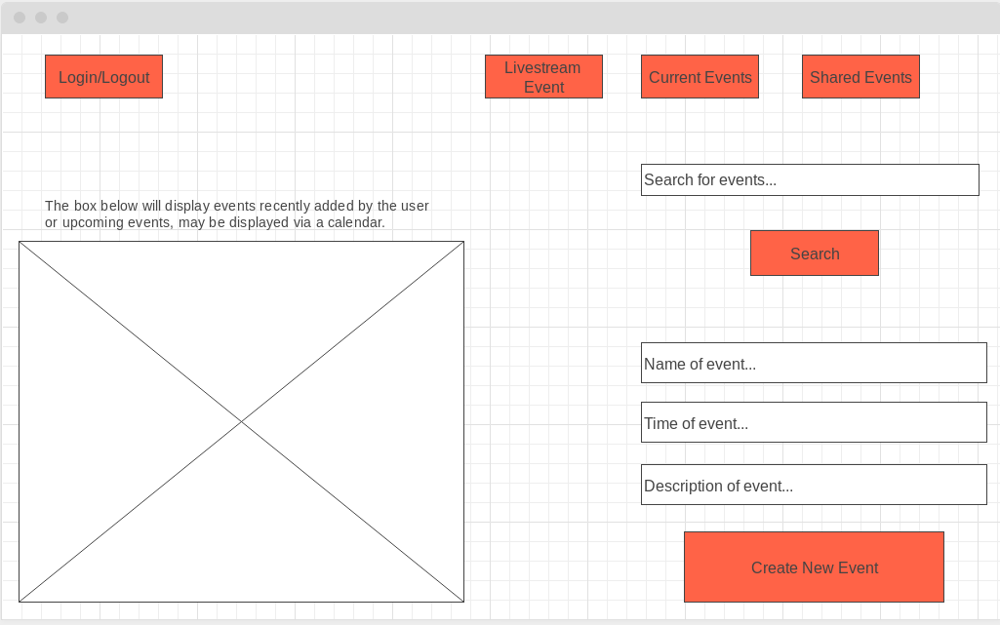 Login/Logout
Livestream
Event
Current Events
Shared Events
Search for events...
The box below will display events recently added by the user
or upcoming events, may be displayed via a calendar.
Search
Name of event...
Time of event...
Description of event...
Create New Event